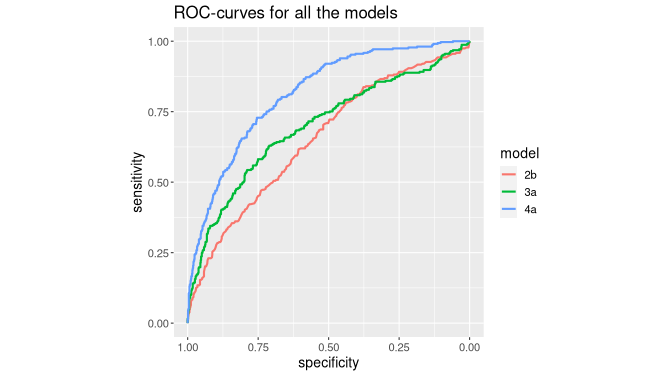 ROC-curves for all the models
1.00
0.75
0.50
0.25
0.00
sensitivity
1.00 0.75 0.50 0.25 0.00
specificity
model
2b
3a
4a